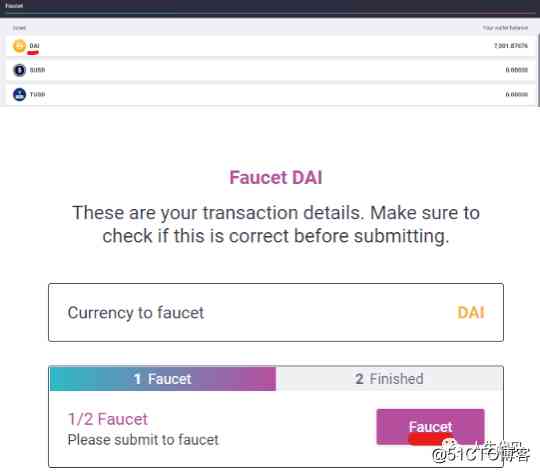 Faucet
Your wallet balance
DAI
7,001.87676
SUSD
0.00000
TUSD
0.00000
Faucet DAI
These are your transaction details. Make sure to
check if this is correct before submitting.
Currency to faucet
DAI
1 Faucet
2 Finished
1/2 Faucet
Please submit to faucet
Faucet
@51CTO博客